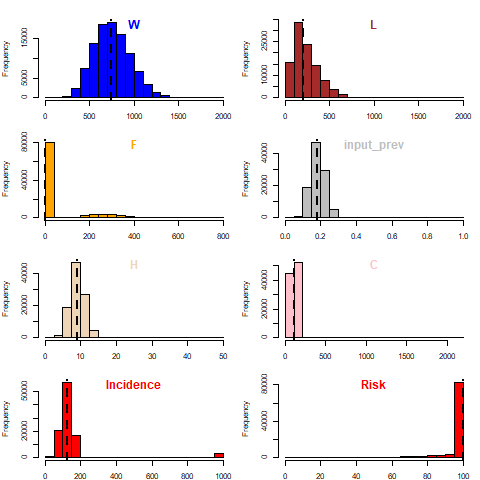 W
L
Frequency
0 5000 15000
0 500 1000 1500 2000
Frequency
0 10000 30000
0 500 1000 1500 2000
F
input_prev
Frequency
0 20000 40000 60000 80000
0 200 400 600 800
Frequency
0 20000 40000
0.0 0.2 0.4 0.6 0.8 1.0
H
C
Frequency
0 20000 40000
0 10 20 30 40 50
Frequency
0 20000 40000
0 500 1000 1500 2000
Incidence
Risk
Frequency
0 20000 50000
0 200 400 600 800 1000
Frequency
0 40000 80000
0 20 40 60 80 100